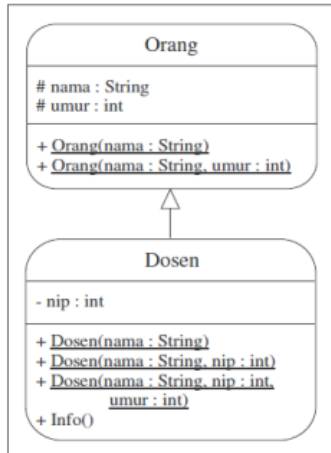 Orang
# nama : String
# umur : int
+ Orang(nama : String)
+ Orang(nama : String, umur : int)
Dosen
- nip : int
+ Dosen(nama : String)
+ Dosen(nama : String, nip : int)
+ Dosen(nama : String, nip : int,
umur : int)
+ Info()